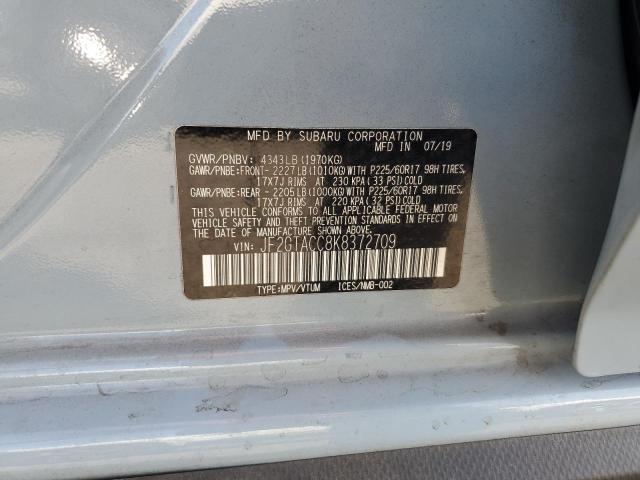 MFD BY SUBARU CORPORATION
MFD IN 07/19
GVWR/PNBV: 4343LB(1970KG)
GAWR/PNBE:FRONT- 2227LB(1010KG) WITH P225/60R17 98H TIRES,
17X7J RIMS AT 230 KPA(33 PSI)COLD
GAWR/PNBE:REAR - 2205LB(1000KG) WITH P225/60R17 98H TIRES,
17X7J RIMS AT 220 KPA(32 PSI)COLD
THIS VEHICLE CONFORMS TO ALL APPLICABLE FEDERAL MOTOR
VEHICLE SAFETY AND BUMPER STANDARDS IN EFFECT ON
THE DATE OF MANUFACTURE SHOWN ABOVE.
VIN: JF2GTACC8K8372709
TYPE:MPV/VTUM ICES/NMB-002